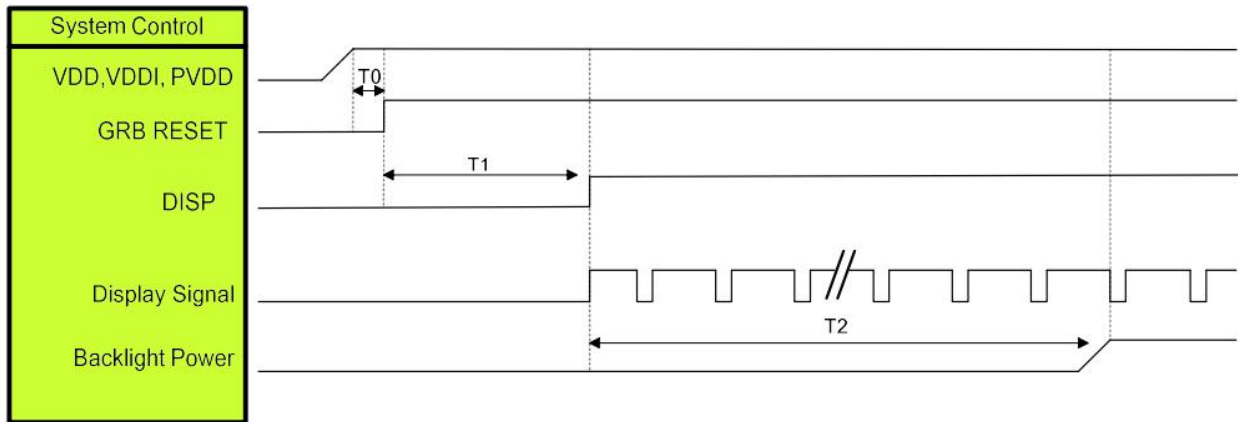 System Control
VDD,VDDI, PVDD
T0
GRB RESET
T1
DISP
Display Signal
T2
Backlight Power